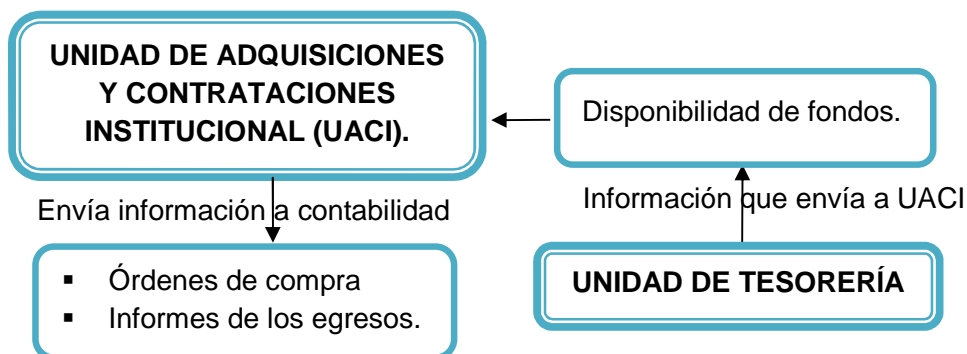 UNIDAD DE ADQUISICIONES
Y CONTRATACIONES
INSTITUCIONAL (UACI).
Disponibilidad de fondos.
Envía información a contabilidad
Información que envía a UACI
▪ Órdenes de compra
▪ Informes de los egresos.
UNIDAD DE TESORERÍA